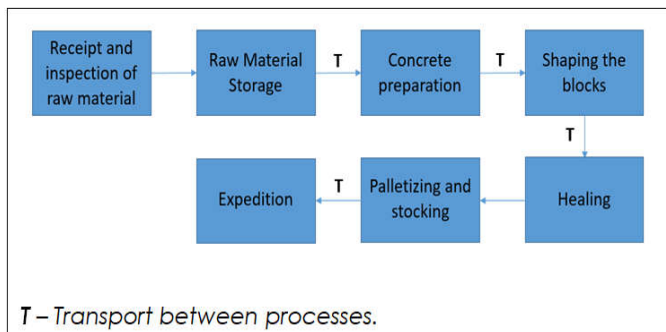 Receipt and
inspection of
raw material
Raw Material
Storage
T
Concrete
preparation
T
Shaping the
blocks
T
Expedition
T
Palletizing and
stocking
Healing
T – Transport between processes.